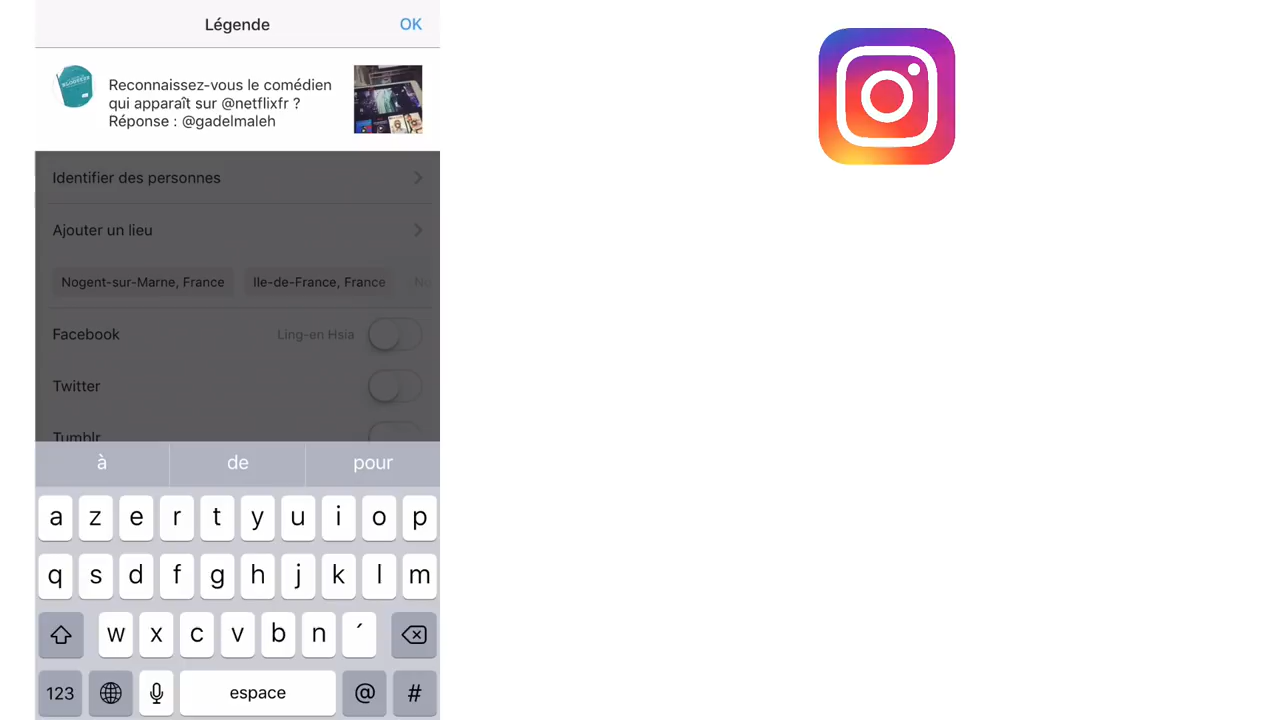 Légende
OK
Reconnaissez-vous le comédien
qui apparaît sur @netflixfr ?
Réponse : @gadelmaleh
Identifier des personnes
Ajouter un lieu
Nogent-sur-Marne, France
Ile-de-France, France
No
Facebook
Ling-en Hsia
Twitter
Tumblr
à de pour
a z e r t y u i o p
q s d f g h j k l m
w x c v b n ´
123 espace @ #